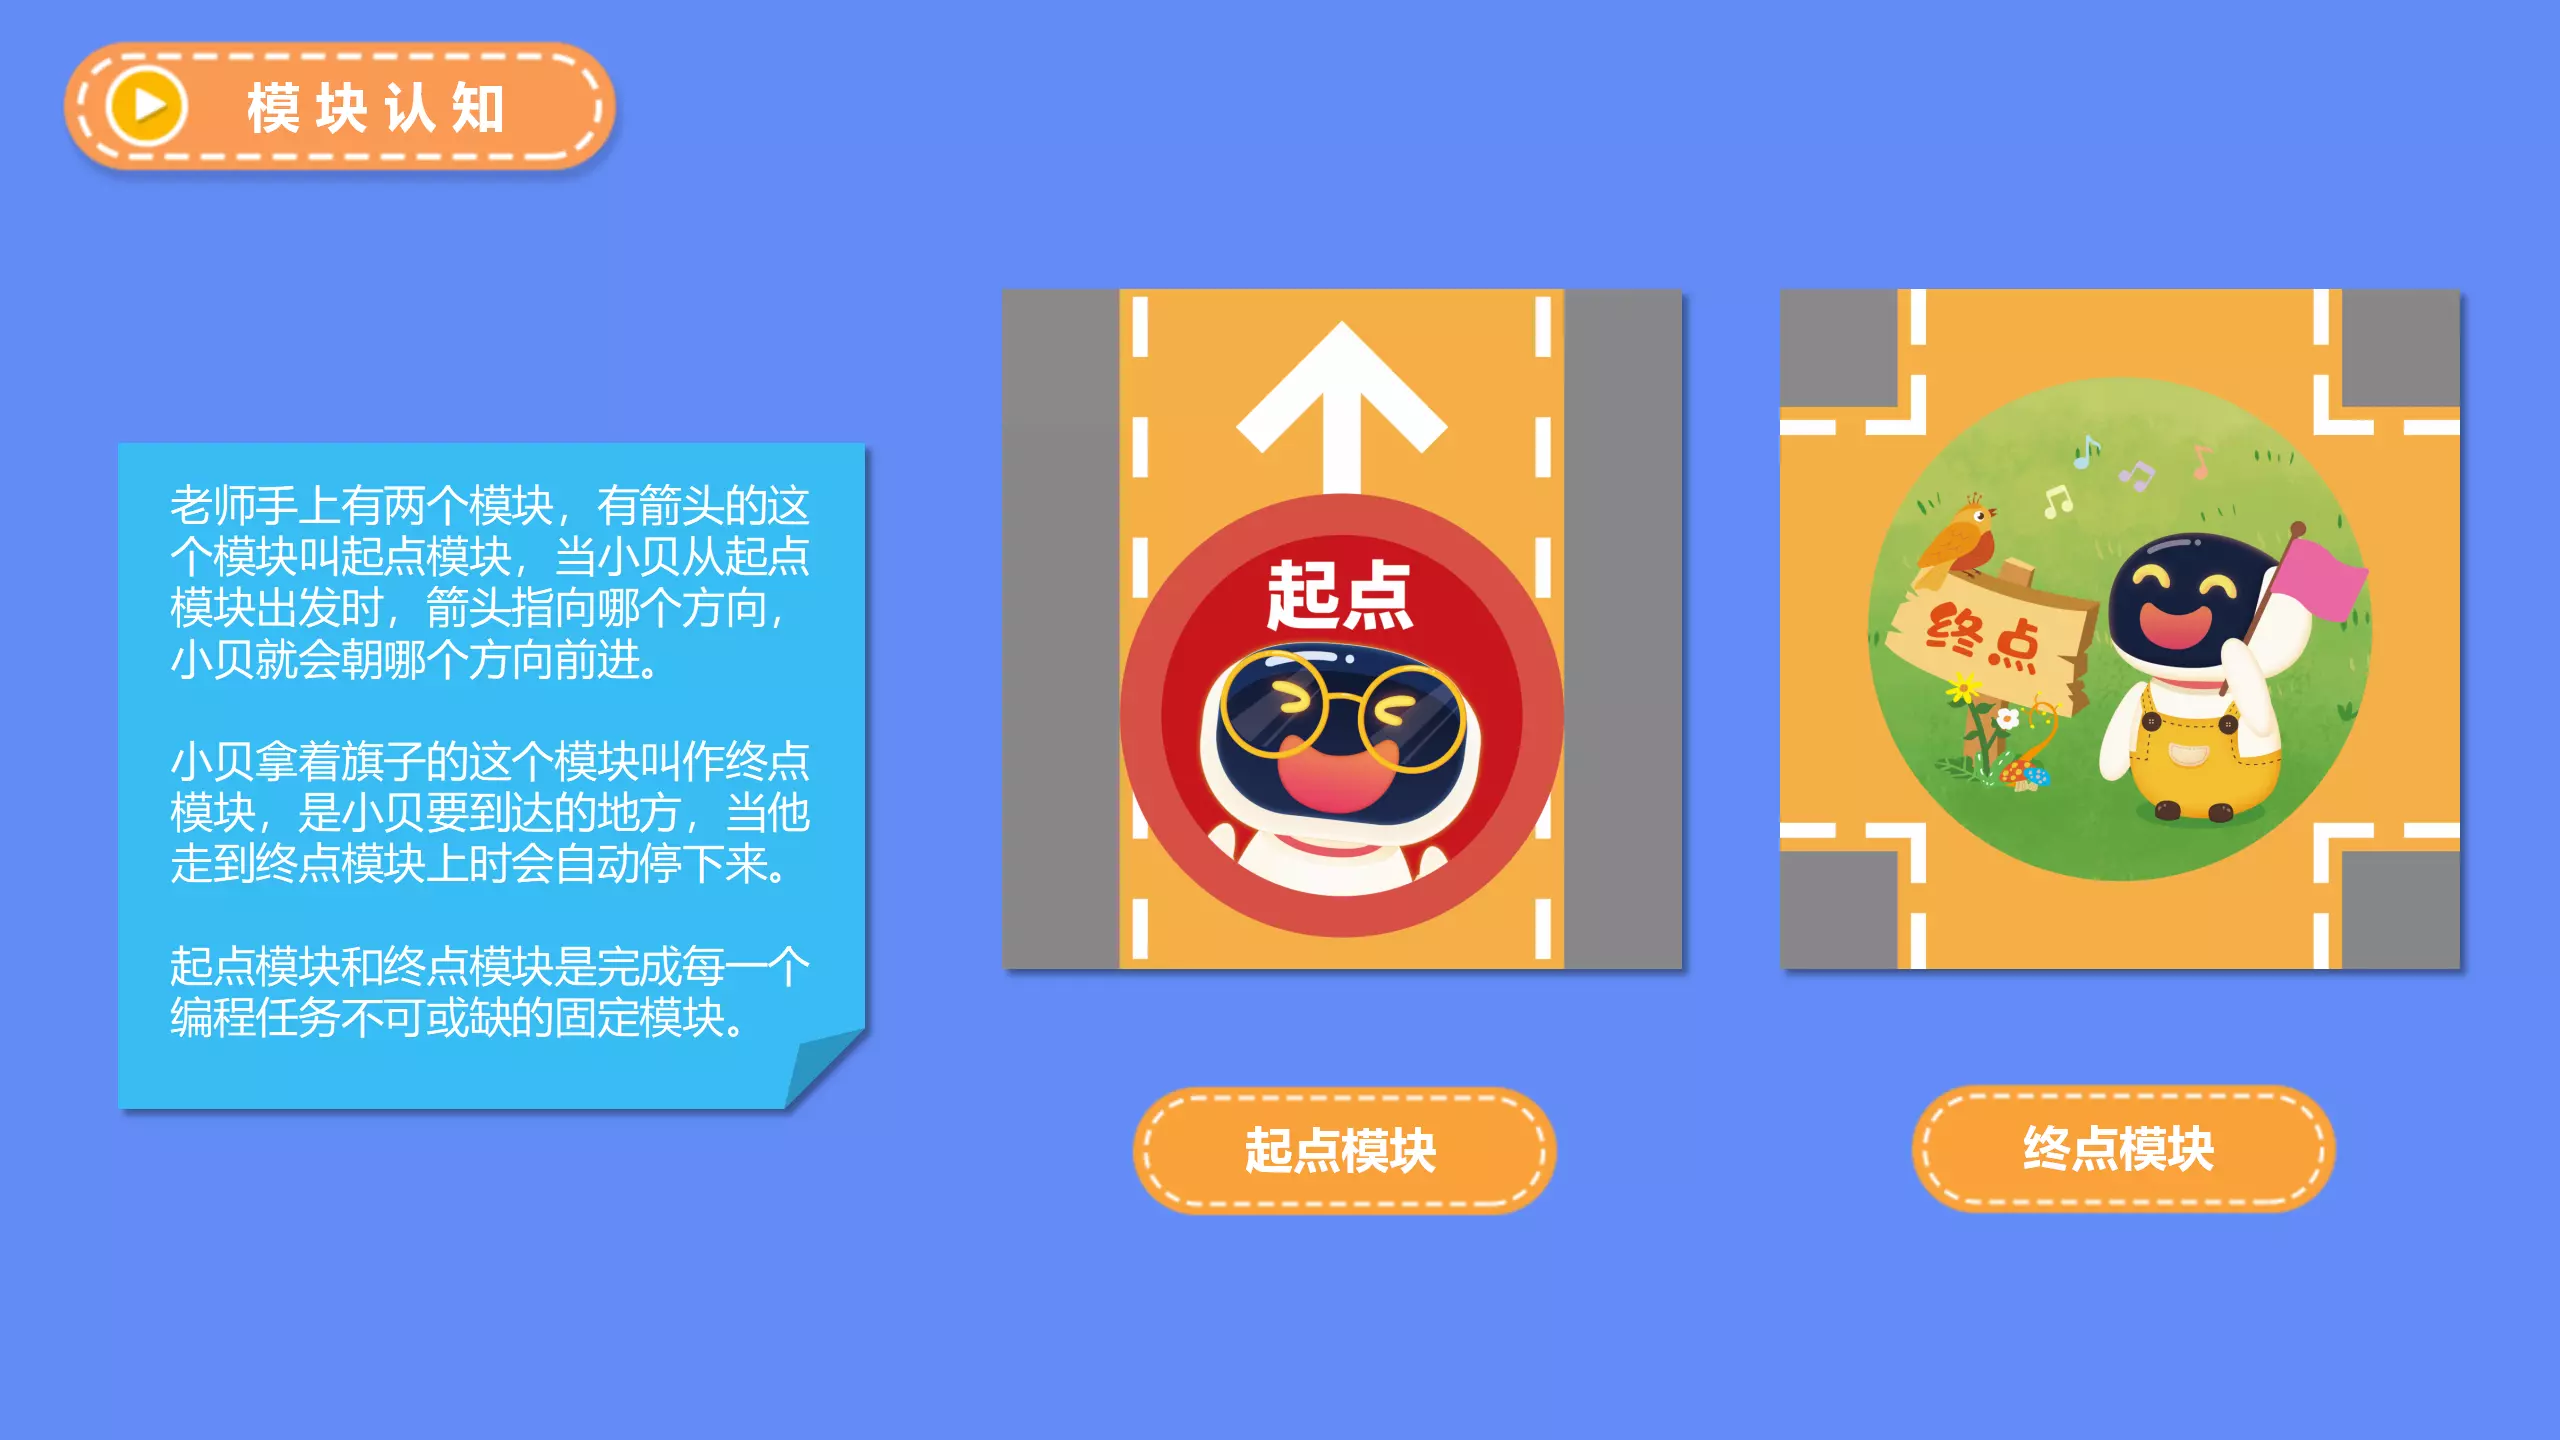 模块认知
老师手上有两个模块，有箭头的这
个模块叫起点模块，当小贝从起点
模块出发时，箭头指向哪个方向，
小贝就会朝哪个方向前进。
小贝拿着旗子的这个模块叫作终点
模块，是小贝要到达的地方，当他
走到终点模块上时会自动停下来。
起点模块和终点模块是完成每一个
编程任务不可或缺的固定模块。
起点
终点
起点模块
终点模块